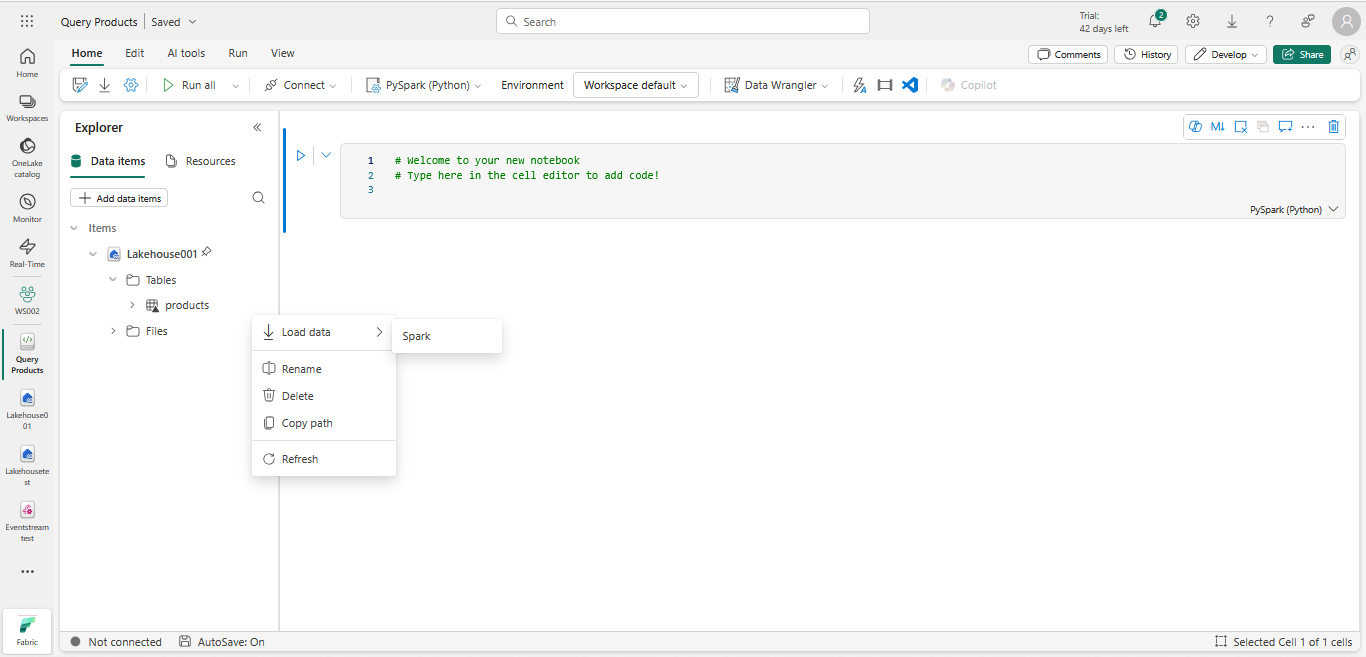 Query Products
Saved
Search
Trial:
42 days left
2
Home
Edit
AI tools
Run
View
Comments
History
Develop
Share
Run all
Connect
PySpark (Python)
Environment
Workspace default
Data Wrangler
Copilot
Home
Workspaces
OneLake
catalog
Monitor
Real-Time
WS002
Query
Products
Lakehouse0
01
Lakehousete
st
Eventstream
test
Fabric
Explorer
Data items
Resources
Add data items
Items
Lakehouse001
Tables
products
Files
Load data
Spark
Rename
Delete
Copy path
Refresh
M↓
1 # Welcome to your new notebook
2 # Type here in the cell editor to add code!
3
PySpark (Python)
Not connected
AutoSave: On
Selected Cell 1 of 1 cells